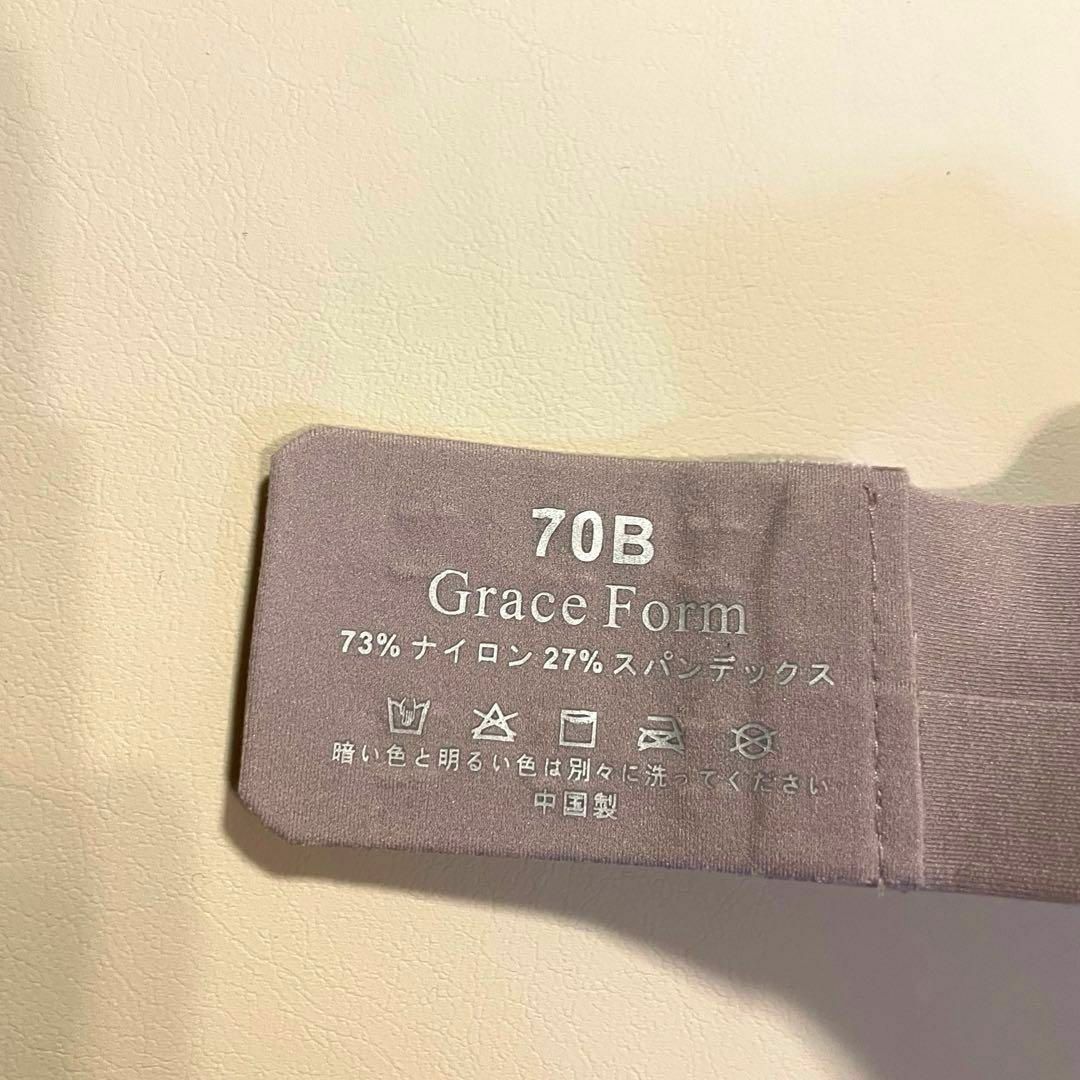 70B
Grace Form
73% ナイロン 27% スパンデックス
暗い色と明るい色は別々に洗ってください
中国製